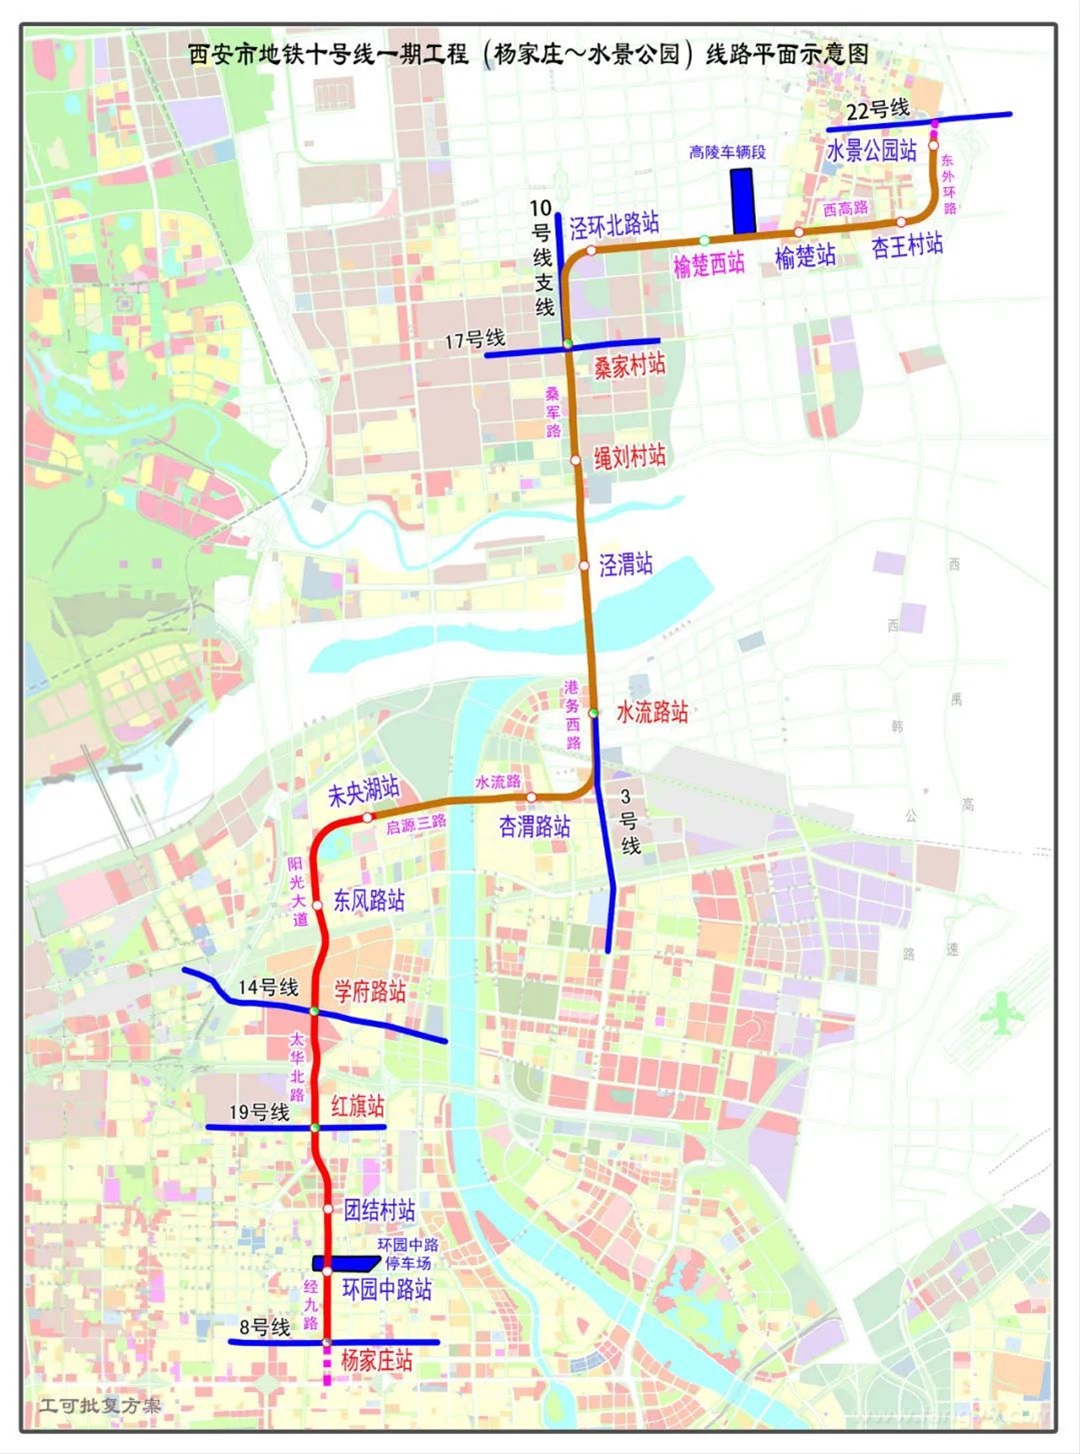 西安市地铁十号线一期工程（杨家庄～水景公园）线路平面示意图
22号线
水景公园站
高陵车辆段
东外环路
西高路
10号线支线
泾环北路站
榆楚西站
榆楚站
杏王村站
17号线
桑家村站
桑军路
绳刘村站
泾渭站
西
西
禹
韩
高
公
路
速
港务西路
水流路站
未央湖站
水流路
启源三路
杏渭路站
3号线
阳光大道
东风路站
14号线
学府路站
太华北路
19号线
红旗站
团结村站
环园中路
停车场
环园中路站
经九路
8号线
杨家庄站
工可批复方案